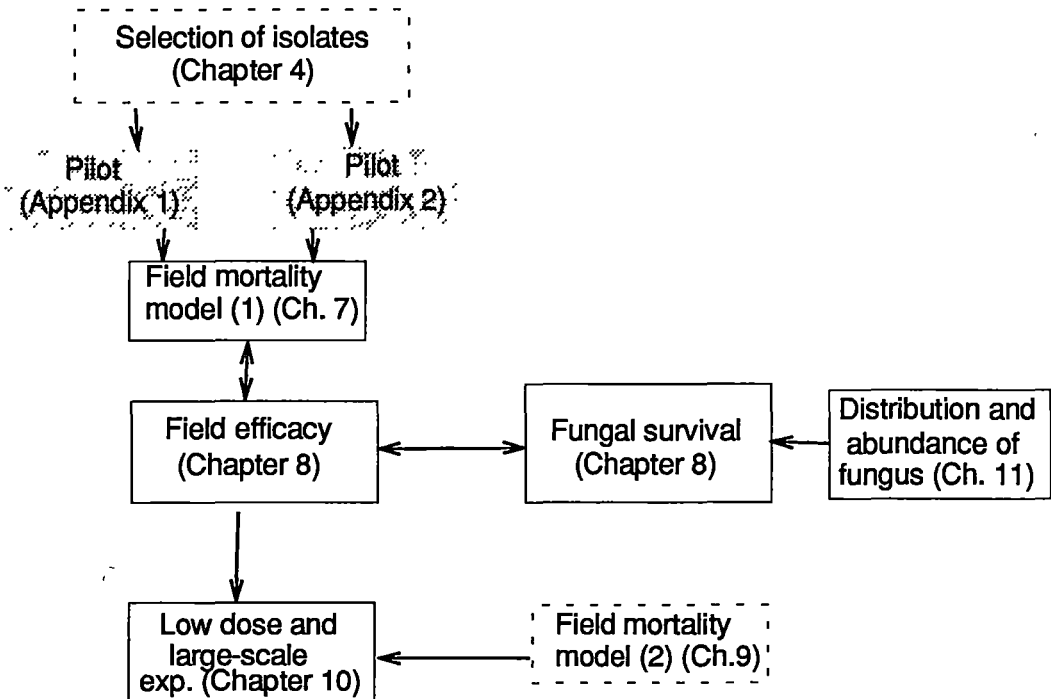 Selection of isolates
(Chapter 4)
Pilot
(Appendix 1)
Pilot
(Appendix 2)
Field mortality
model (1) (Ch. 7)
Field efficacy
(Chapter 8)
Fungal survival
(Chapter 8)
Distribution and
abundance of
fungus (Ch. 11)
Low dose and
large-scale
exp. (Chapter 10)
Field mortality
model (2) (Ch.9)